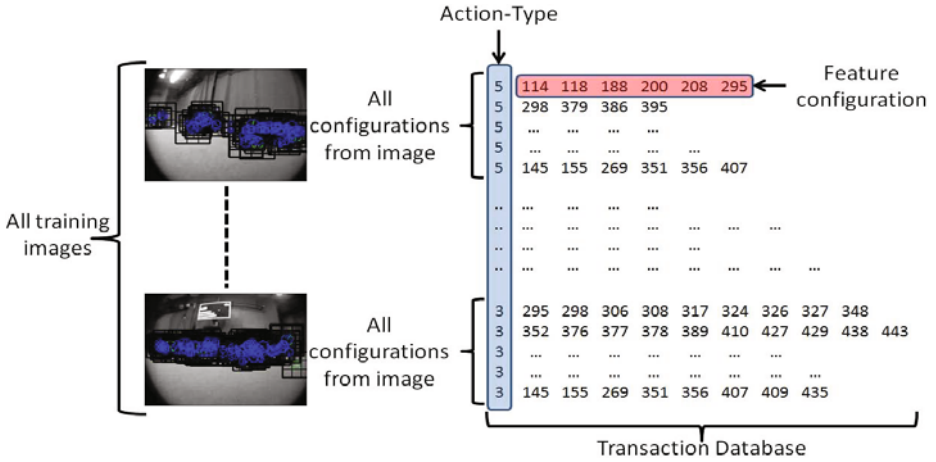 Action-Type
All training
images
All
configurations
from image
5 114 118 188 200 208 295
5 298 379 386 395
5 ... ... ... ...
5 ... ... ... ... ...
5 145 155 269 351 356 407
Feature
configuration
.. ... ... ... ...
.. ... ... ... ... ... ... ...
.. ... ... ... ... ...
.. ... ... ... ... ... ... ... ...
All
configurations
from image
3 295 298 306 308 317 324 326 327 348
3 352 376 377 378 389 410 427 429 438 443
3 ... ... ... ... ... ... ...
3 ... ... ... ... ... ... ...
3 145 155 269 351 356 407 409 435
Transaction Database